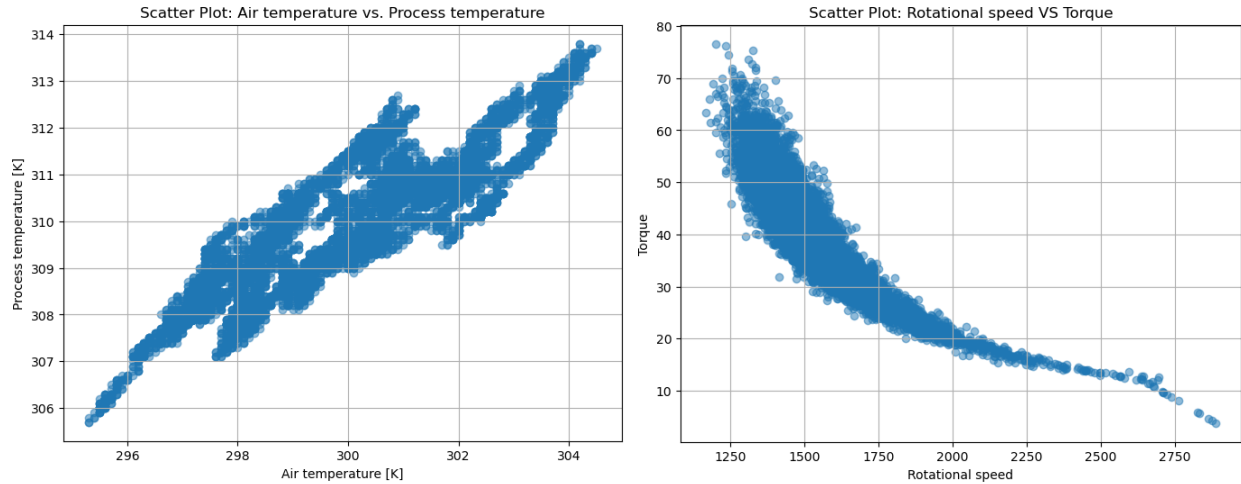 Scatter Plot: Air temperature vs. Process temperature
314
313
312
311
310
309
308
307
306
Process temperature [K]
296 298 300 302 304
Air temperature [K]
Scatter Plot: Rotational speed VS Torque
80
70
60
50
40
30
20
10
Torque
1250 1500 1750 2000 2250 2500 2750
Rotational speed